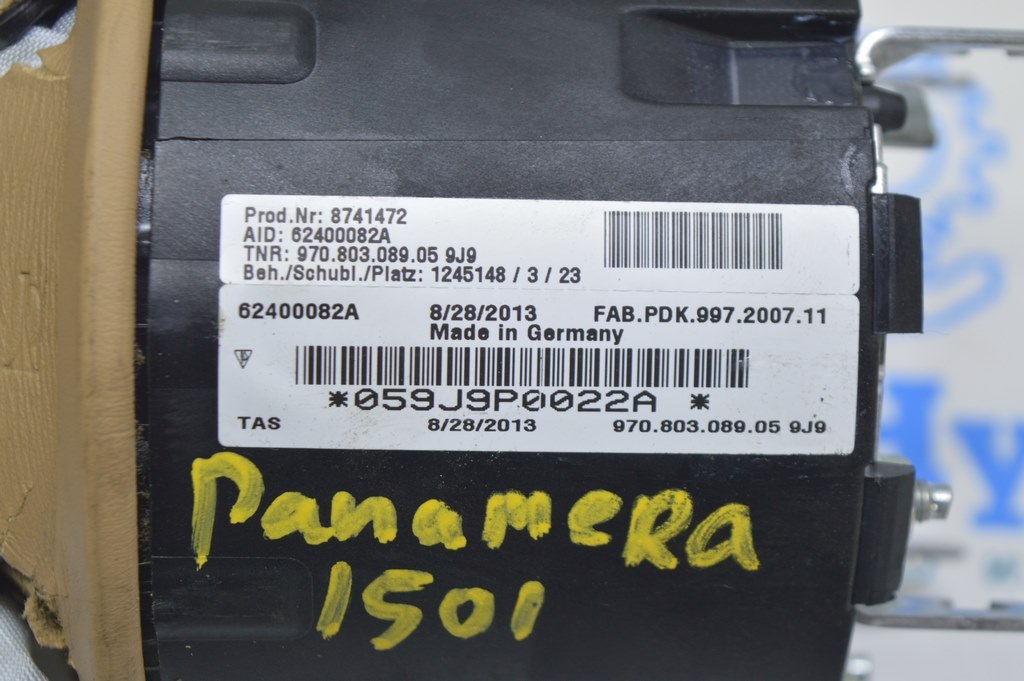 Prod.Nr: 8741472
AID: 62400082A
TNR: 970.803.089.05 9J9
Beh./Schubl./Platz: 1245148 / 3 / 23
62400082A 8/28/2013 FAB.PDK.997.2007.11
Made in Germany
*059J9P0022A *
TAS 8/28/2013 970.803.089.05 9J9
PanameRa
1501